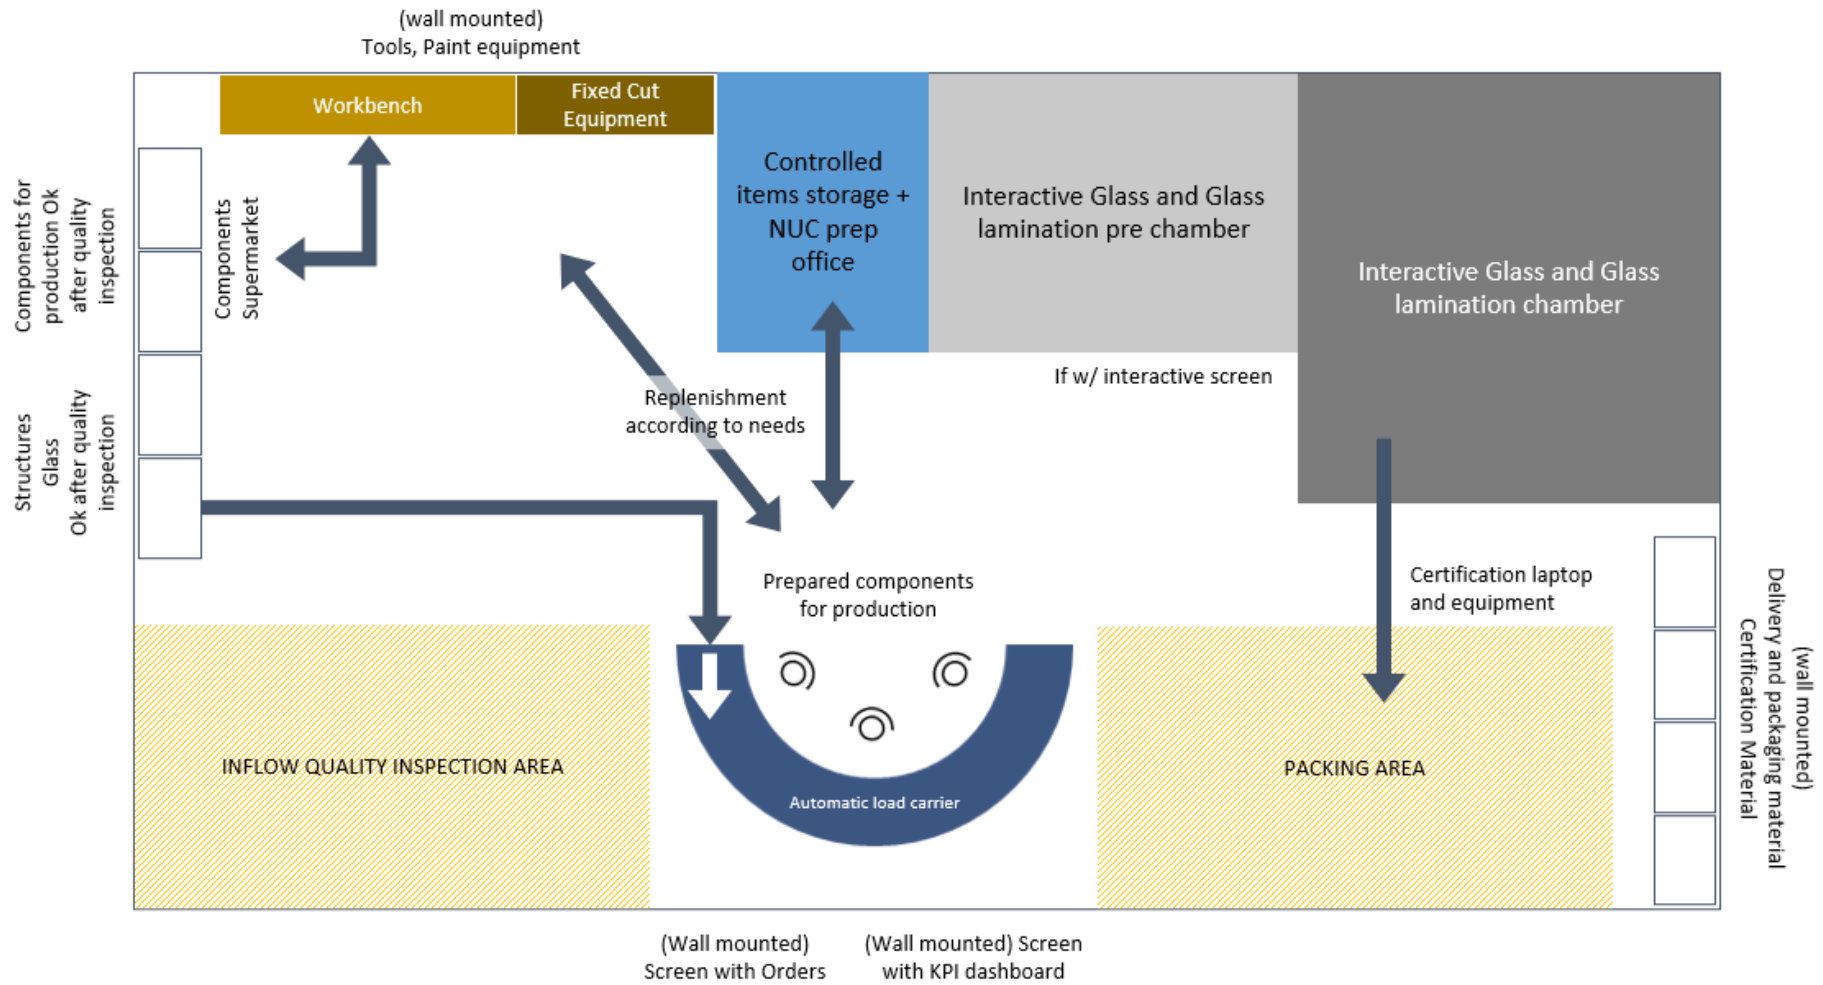 (wall mounted)
Tools, Paint equipment
Workbench
Fixed Cut
Equipment
Controlled
items storage +
NUC prep
office
Interactive Glass and Glass
lamination pre chamber
Interactive Glass and Glass
lamination chamber
Components for
production Ok
after quality
inspection
Components
Supermarket
If w/ interactive screen
Replenishment
according to needs
Structures
Glass
Ok after quality
inspection
Prepared components
for production
Certification laptop
and equipment
(wall mounted)
Delivery and packaging material
Certification Material
INFLOW QUALITY INSPECTION AREA
Automatic load carrier
PACKING AREA
(Wall mounted)
Screen with Orders
(Wall mounted) Screen
with KPI dashboard